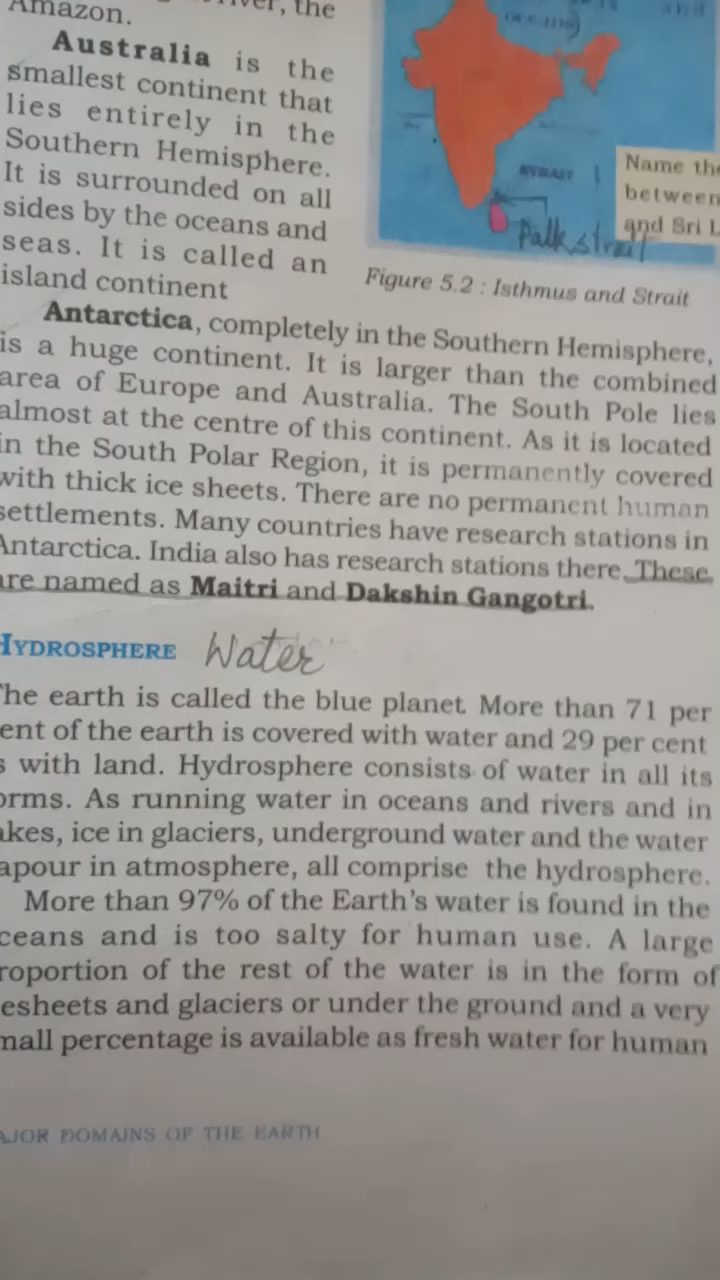 Amazon.
river, the
Australia is the
smallest continent that
lies entirely in the
Southern Hemisphere.
It is surrounded on all
sides by the oceans and
seas. It is called an
island continent
STRAIT
Name the
between
and Sri L
Palk strait
Figure 5.2 : Isthmus and Strait
Antarctica, completely in the Southern Hemisphere,
is a huge continent. It is larger than the combined
area of Europe and Australia. The South Pole lies
almost at the centre of this continent. As it is located
in the South Polar Region, it is permanently covered
with thick ice sheets. There are no permanent human
settlements. Many countries have research stations in
Antarctica. India also has research stations there. These
are named as Maitri and Dakshin Gangotri.
HYDROSPHERE Water
The earth is called the blue planet. More than 71 per
ent of the earth is covered with water and 29 per cent
s with land. Hydrosphere consists of water in all its
orms. As running water in oceans and rivers and in
akes, ice in glaciers, underground water and the water
apour in atmosphere, all comprise the hydrosphere.
More than 97% of the Earth's water is found in the
ceans and is too salty for human use. A large
roportion of the rest of the water is in the form of
esheets and glaciers or under the ground and a very
mall percentage is available as fresh water for human
AJOR DOMAINS OF THE EARTH